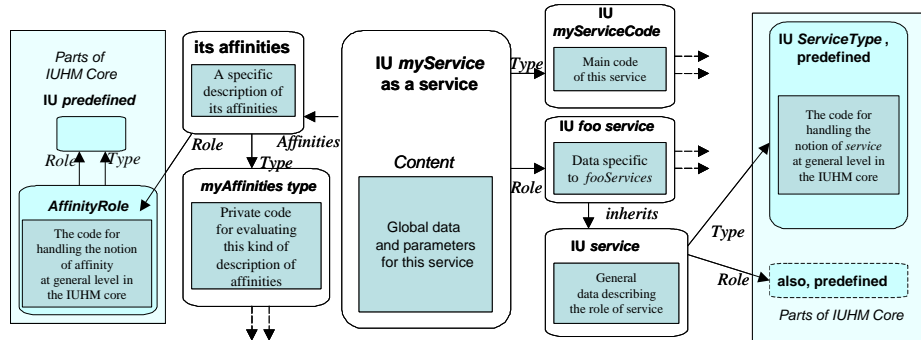 Parts of
IUHM Core
IU predefined
Role
Type
AffinityRole
The code for
handling the notion
of affinity
at general level in
the IUHM core
its affinities
A specific
description of
its affinities
Role
Type
Affinities
myAffinities type
Private code
for evaluating
this kind of
description of
affinities
IU myService
as a service
Content
Global data
and parameters
for this service
Type
Role
IU
myServiceCode
Main code
of this service
IU foo service
Data specific
to fooServices
inherits
IU service
General
data describing
the role of service
Type
Role
IU ServiceType ,
predefined
The code for
handling the
notion of service
at general level in
the IUHM core
also, predefined
Parts of IUHM Core